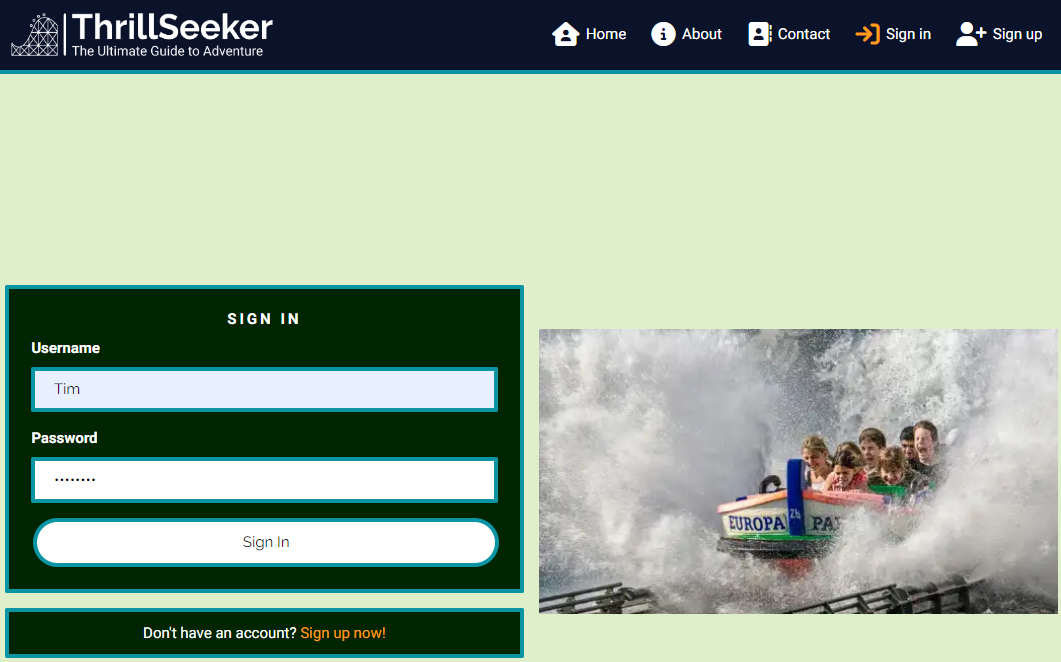 ThrillSeeker
The Ultimate Guide to Adventure
Home
About
Contact
Sign in
Sign up
SIGN IN
Username
Tim
Password
········
Sign In
Don't have an account? Sign up now!
EUROPA 2b PA